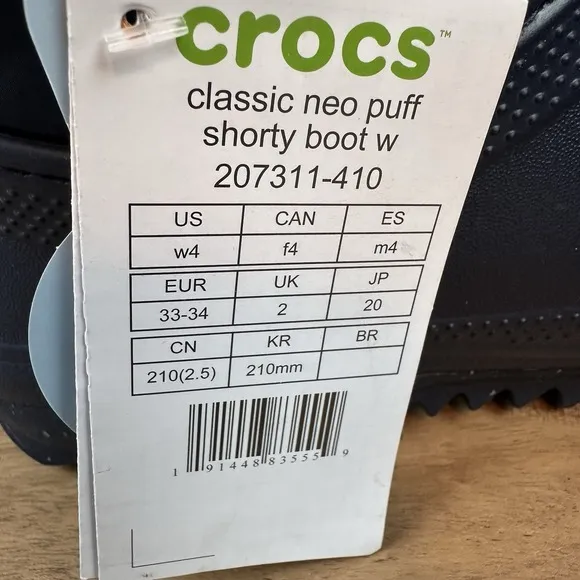 crocs™
classic neo puff
shorty boot w
207311-410
US CAN ES
w4 f4 m4
EUR UK JP
33-34 2 20
CN KR BR
210(2.5) 210mm
1 91448 83555 9